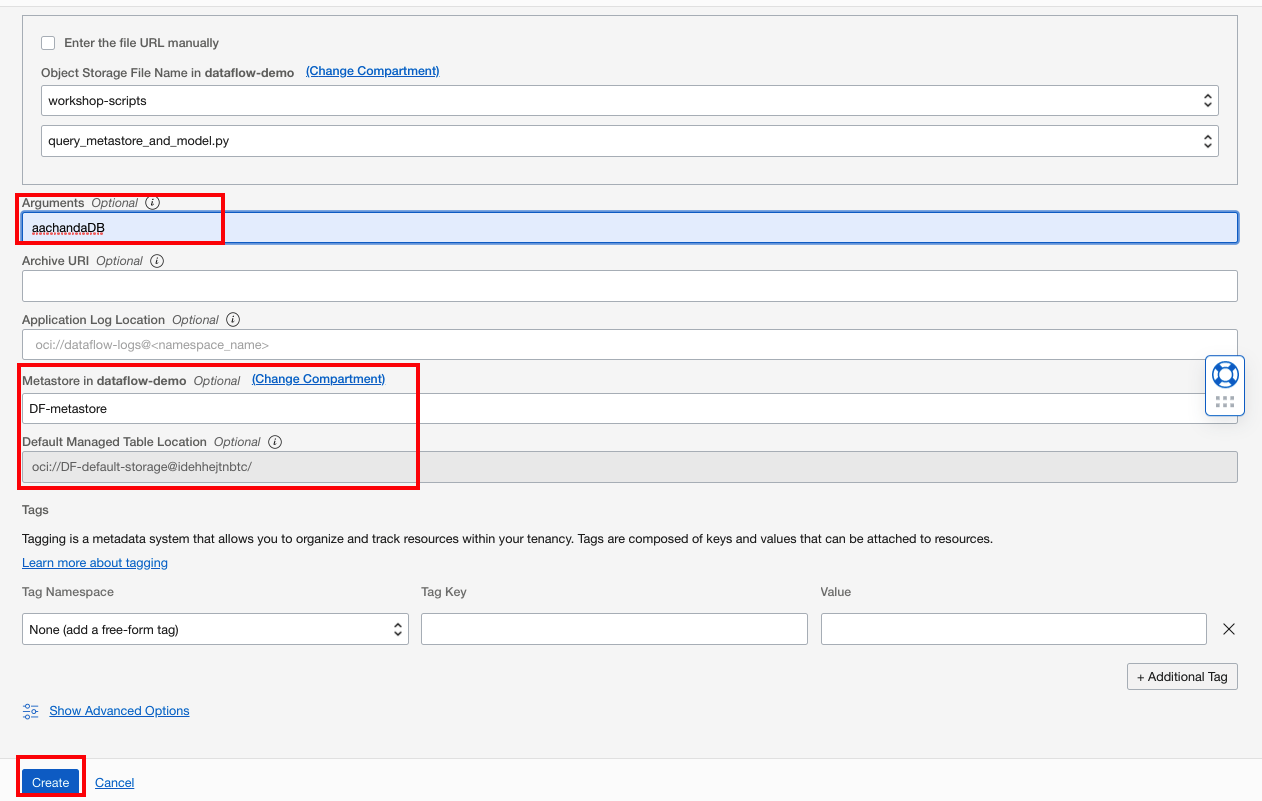 Enter the file URL manually
Object Storage File Name in dataflow-demo (Change Compartment)
workshop-scripts
query_metastore_and_model.py
Arguments Optional i
aachandaDB
Archive URI Optional i
Application Log Location Optional i
oci://dataflow-logs@<namespace_name>
Metastore in dataflow-demo Optional (Change Compartment)
DF-metastore
Default Managed Table Location Optional i
oci://DF-default-storage@idehhejtnbtc/
Tags
Tagging is a metadata system that allows you to organize and track resources within your tenancy. Tags are composed of keys and values that can be attached to resources.
Learn more about tagging
Tag Namespace Tag Key Value
None (add a free-form tag)
+ Additional Tag
Show Advanced Options
Create Cancel